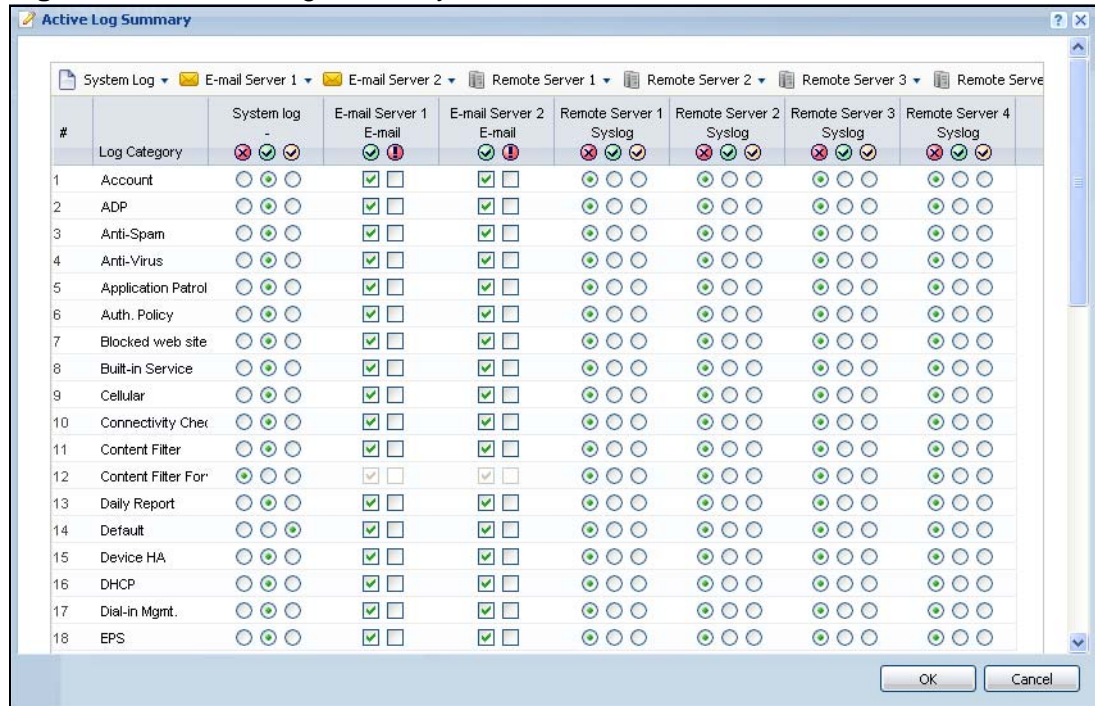 Active Log Summary
System Log E-mail Server 1 E-mail Server 2 Remote Server 1 Remote Server 2 Remote Server 3 Remote Serve
# Log Category
System log
-
E-mail Server 1
E-mail
E-mail Server 2
E-mail
Remote Server 1
Syslog
Remote Server 2
Syslog
Remote Server 3
Syslog
Remote Server 4
Syslog
1 Account
2 ADP
3 Anti-Spam
4 Anti-Virus
5 Application Patrol
6 Auth. Policy
7 Blocked web site
8 Built-in Service
9 Cellular
10 Connectivity Che
11 Content Filter
12 Content Filter For
13 Daily Report
14 Default
15 Device HA
16 DHCP
17 Dial-in Mgmt.
18 EPS
OK Cancel